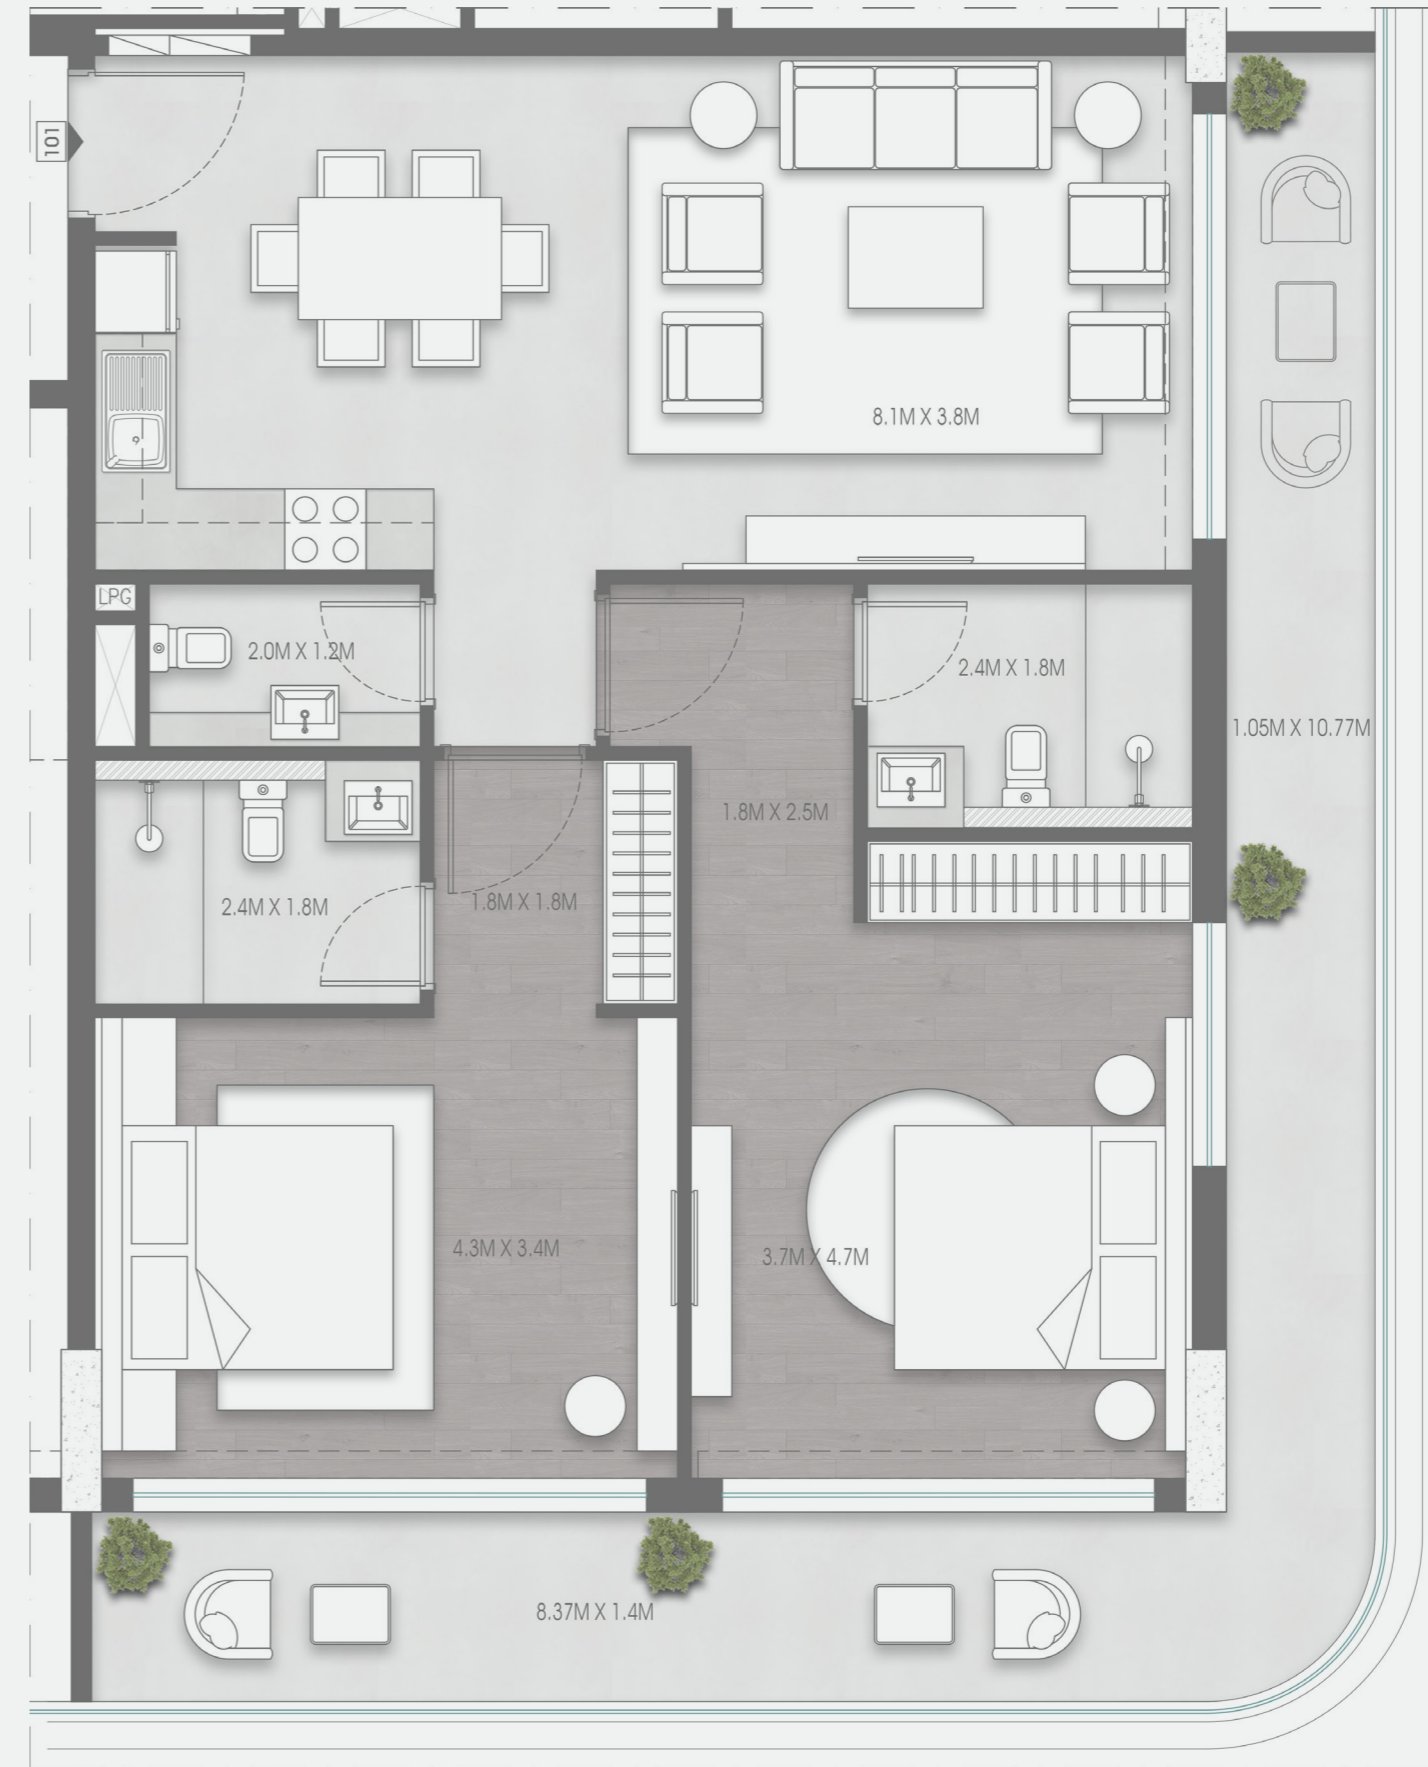 101
8.1M X 3.8M
LPG
2.0M X 1.2M
2.4M X 1.8M
1.05M X 10.77M
1.8M X 2.5M
1.8M X 1.8M
2.4M X 1.8M
4.3M X 3.4M
3.7M X 4.7M
8.37M X 1.4M